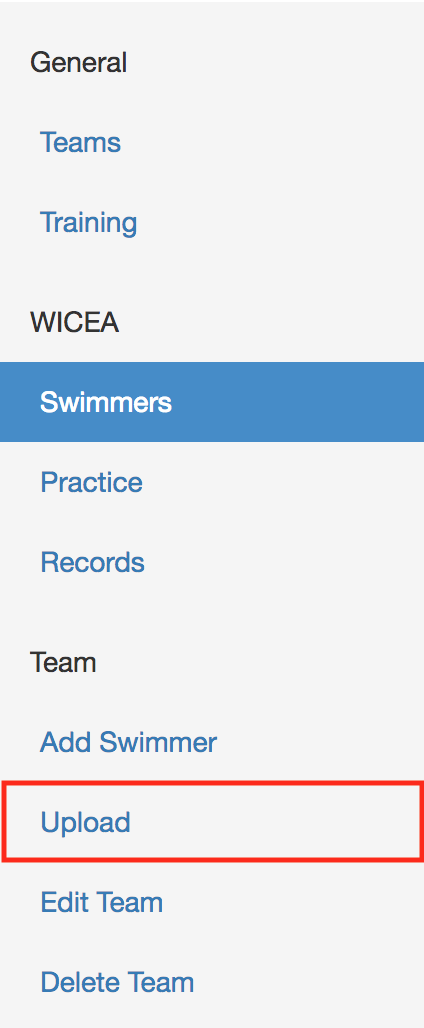 General
Teams
Training
WICEA
Swimmers
Practice
Records
Team
Add Swimmer
Upload
Edit Team
Delete Team